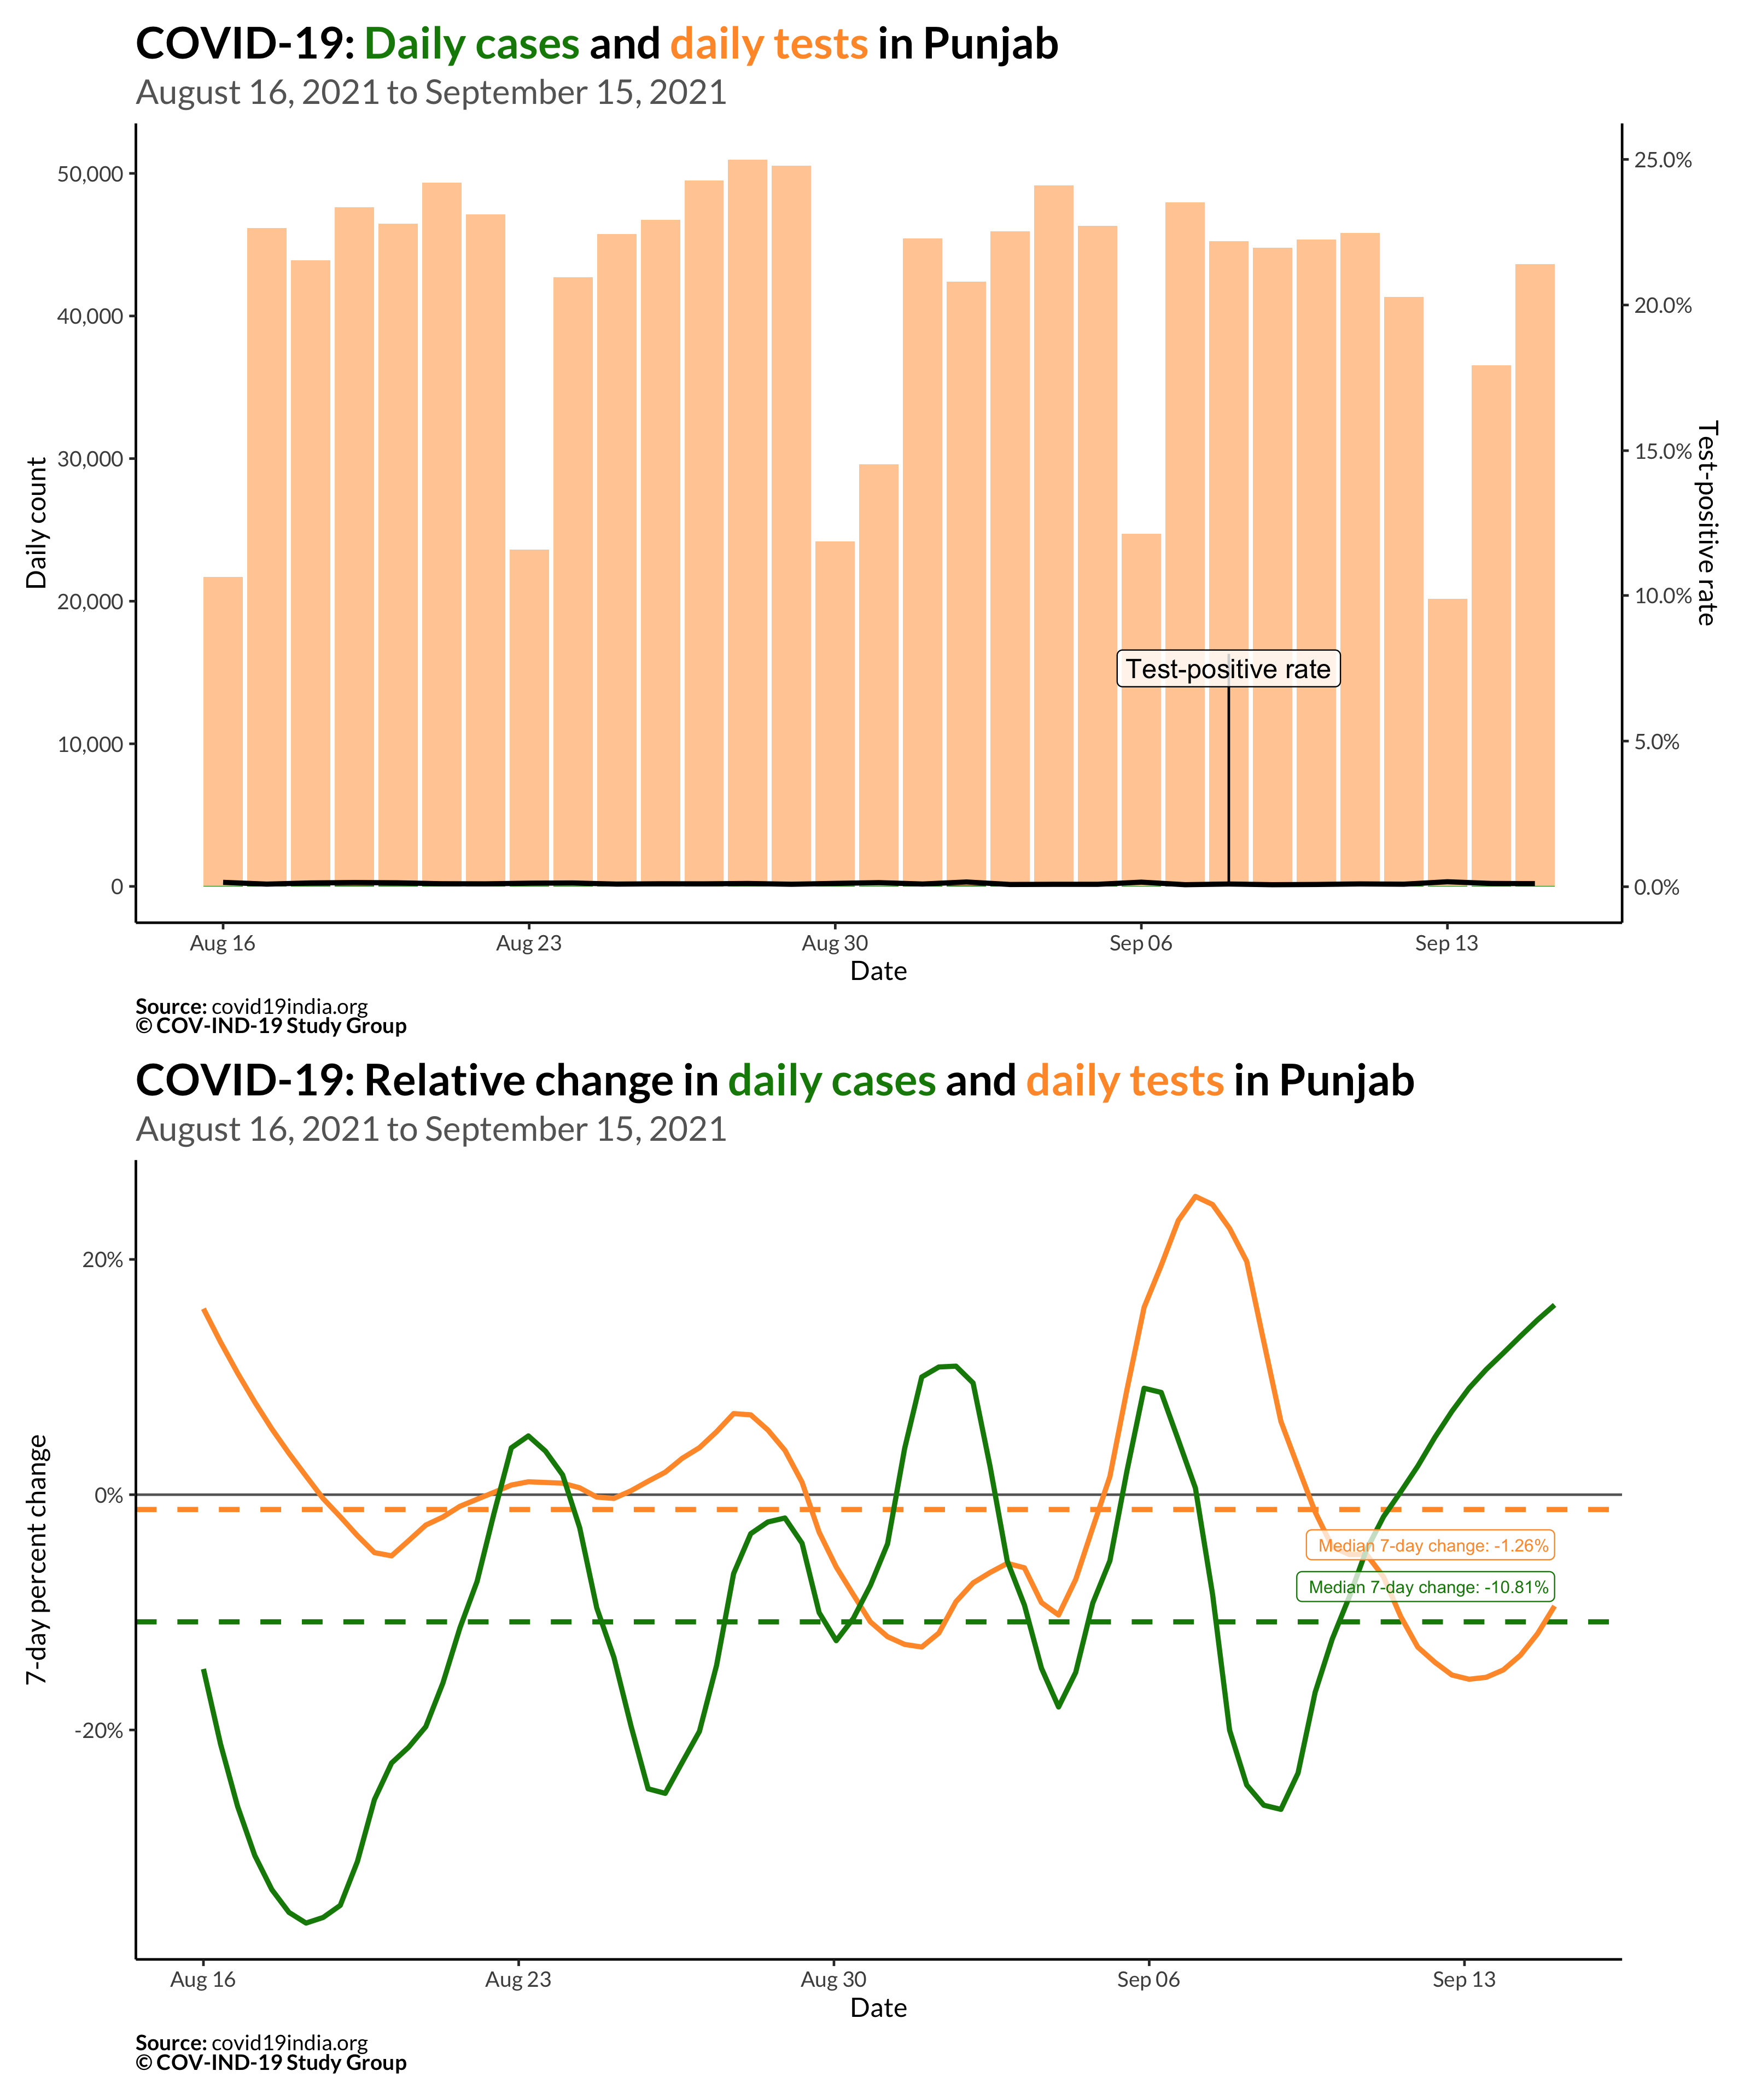 COVID-19: Daily cases and daily tests in Punjab
August 16, 2021 to September 15, 2021
50,000
40,000
30,000
20,000
10,000
0
Daily count
25.0%
20.0%
15.0%
10.0%
5.0%
0.0%
Test-positive rate
Test-positive rate
Aug 16
Aug 23
Aug 30
Sep 06
Sep 13
Date
Source: covid19india.org
© COV-IND-19 Study Group
COVID-19: Relative change in daily cases and daily tests in Punjab
August 16, 2021 to September 15, 2021
20%
0%
-20%
7-day percent change
Median 7-day change: -1.26%
Median 7-day change: -10.81%
Aug 16
Aug 23
Aug 30
Sep 06
Sep 13
Date
Source: covid19india.org
© COV-IND-19 Study Group